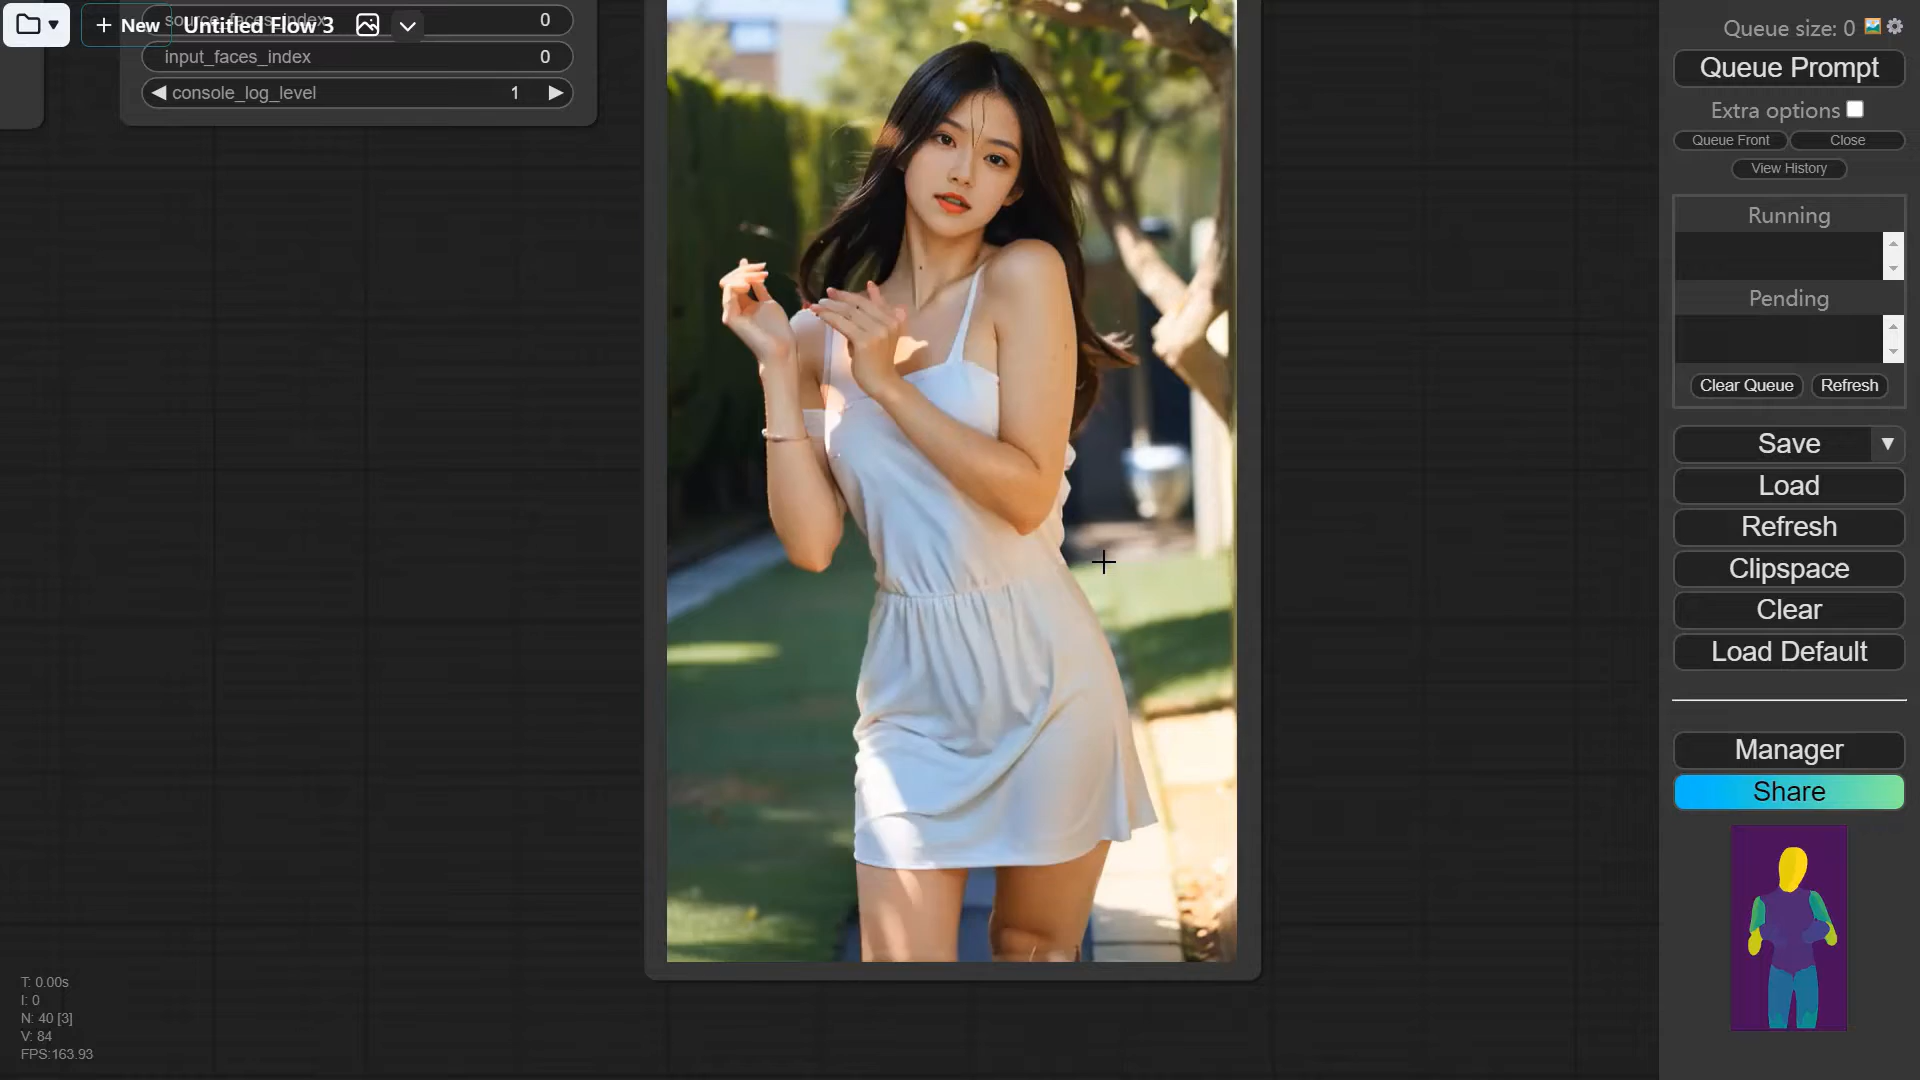 New
Untitled Flow 3
source_faces_index
0
input_faces_index
0
console_log_level
1
Queue size: 0
Queue Prompt
Extra options
Queue Front
Close
View History
Running
Pending
Clear Queue
Refresh
Save
Load
Refresh
Clipspace
Clear
Load Default
Manager
Share
T: 0.00s
I: 0
N: 40 [3]
V: 84
FPS:163.93